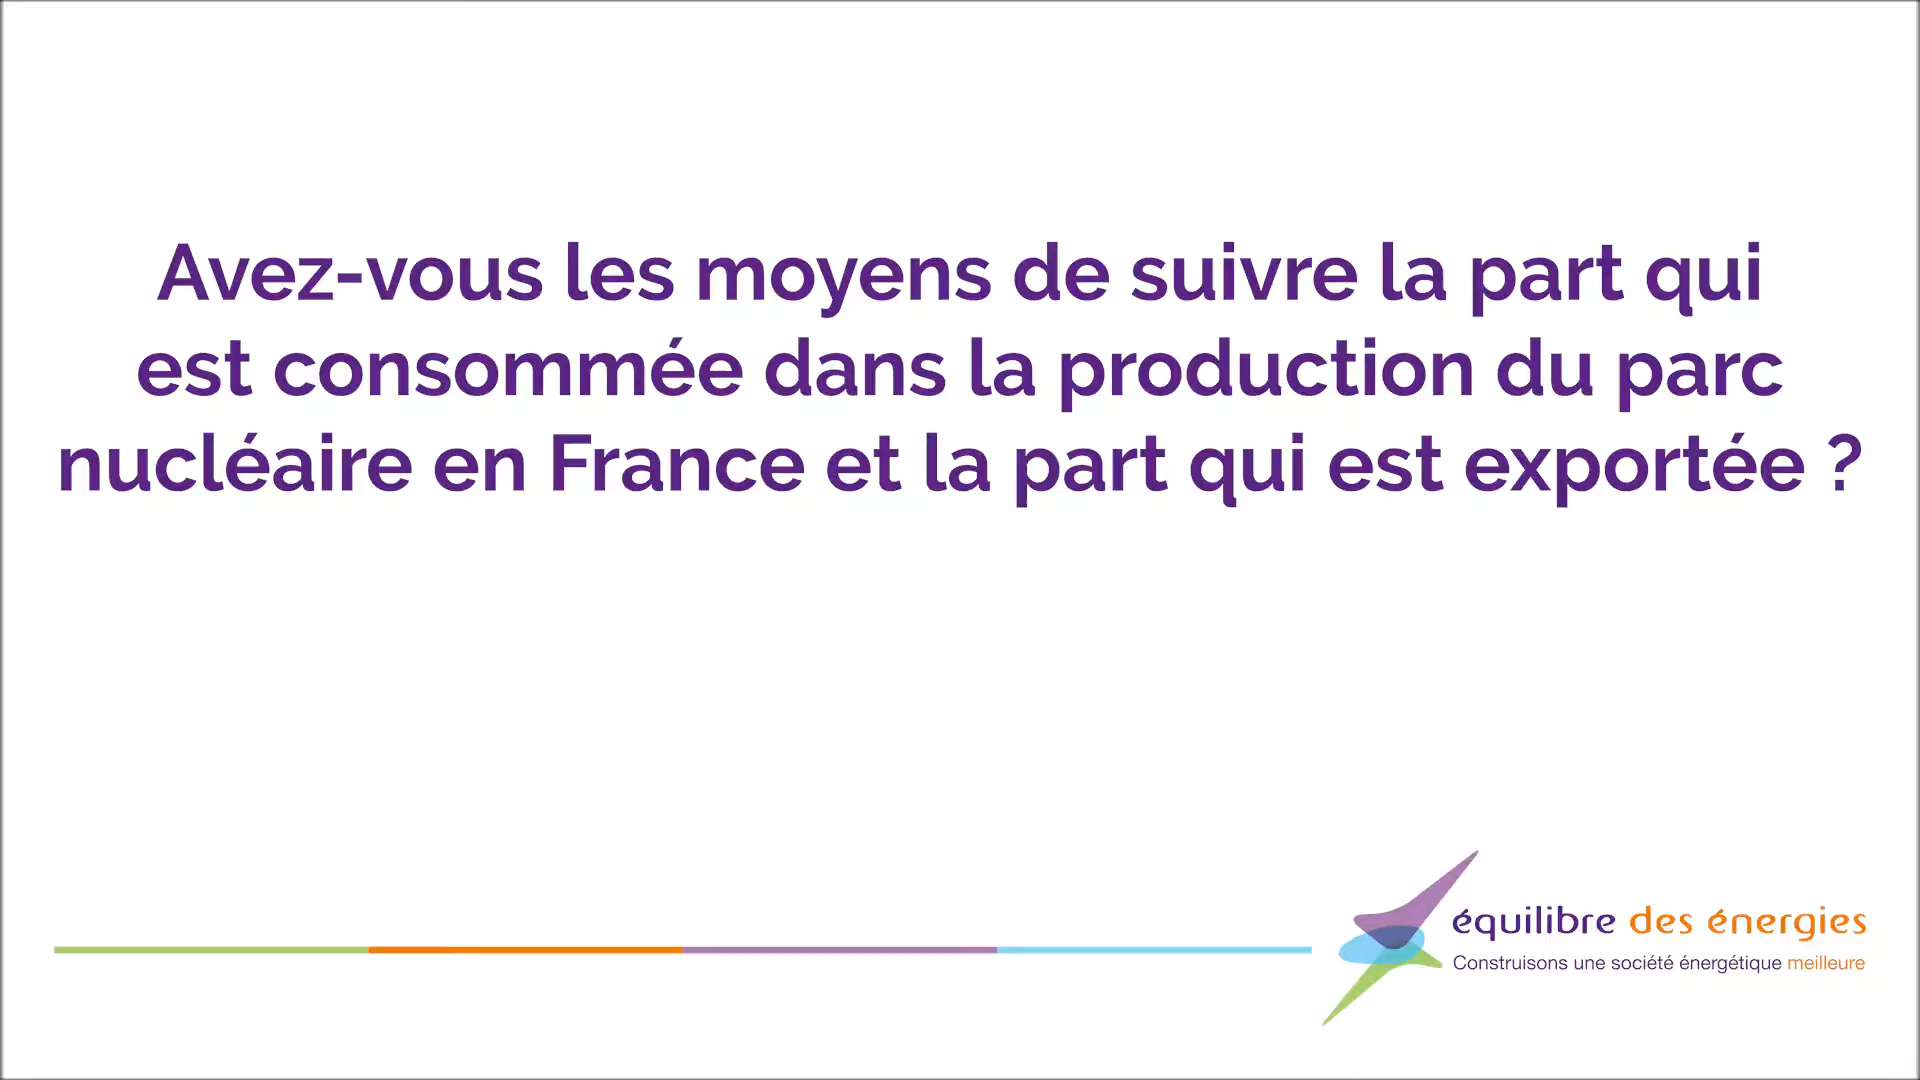 Avez-vous les moyens de suivre la part qui
est consommée dans la production du parc
nucléaire en France et la part qui est exportée ?
équilibre des énergies
Construisons une société énergétique meilleure